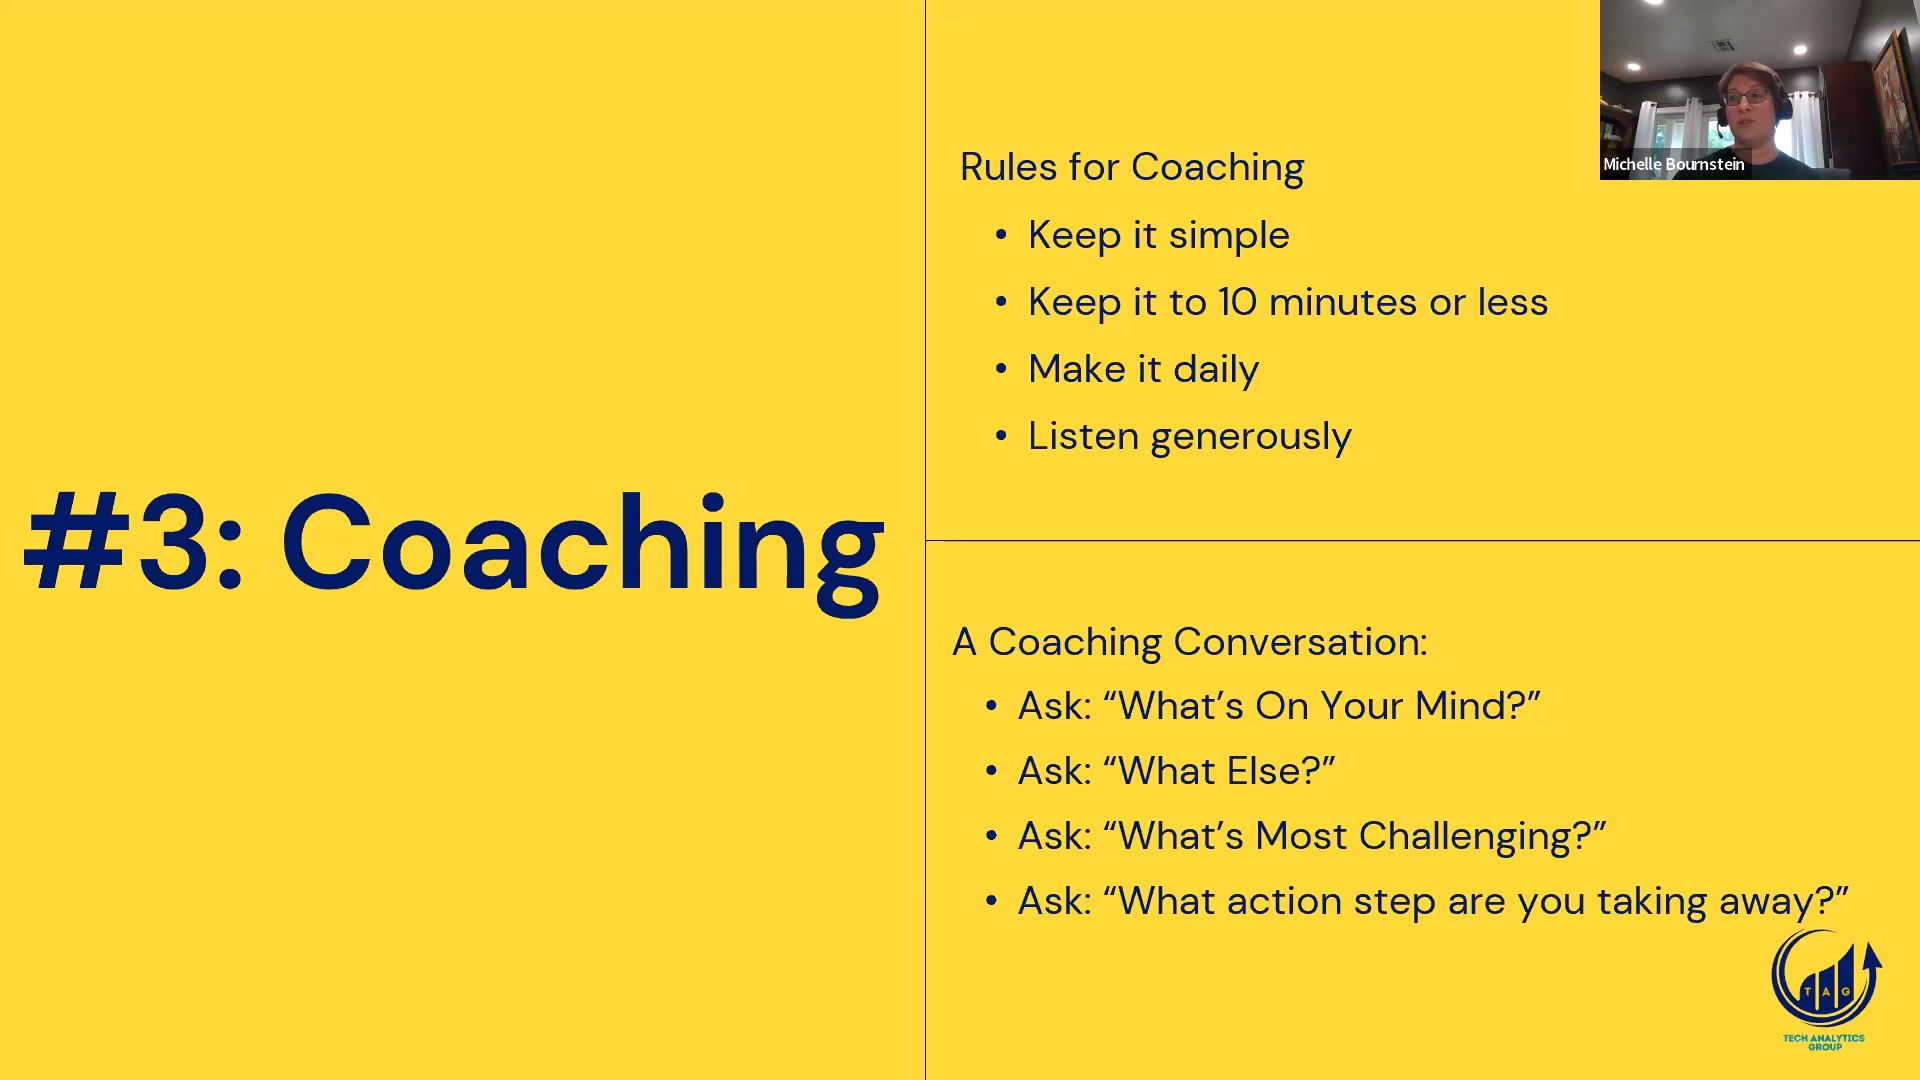 Michelle Bournstein
#3: Coaching
Rules for Coaching
• Keep it simple
• Keep it to 10 minutes or less
• Make it daily
• Listen generously
A Coaching Conversation:
• Ask: “What’s On Your Mind?”
• Ask: “What Else?”
• Ask: “What’s Most Challenging?”
• Ask: “What action step are you taking away?”
TAG
TECH ANALYTICS
GROUP